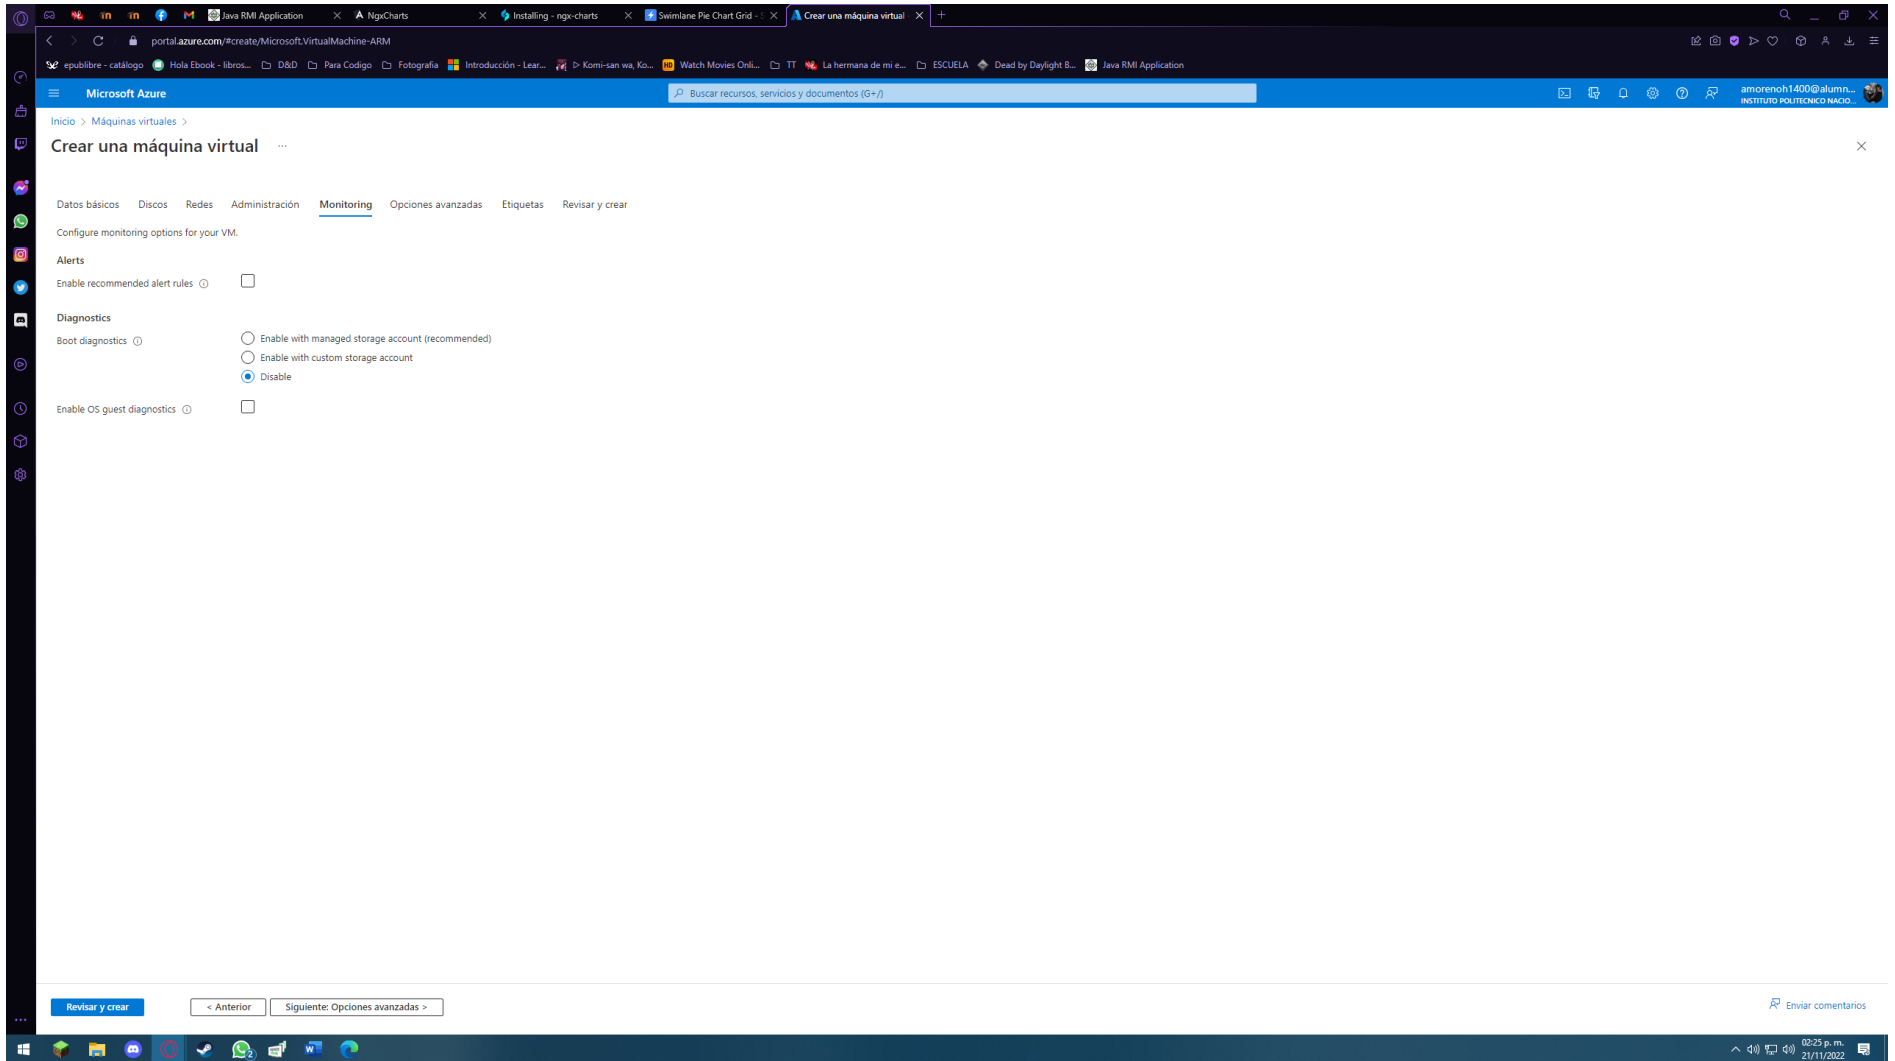 Java RMI Application
NgxCharts
Installing - ngx-charts
Swimlane Pie Chart Grid -
Crear una máquina virtual
portal.azure.com/#create/Microsoft.VirtualMachine-ARM
epublibre - catálogo
Hola Ebook - libros...
D&D
Para Codigo
Fotografia
Introducción - Lear...
Komi-san wa, Ko...
Watch Movies Onli...
TT
La hermana de mi e...
ESCUELA
Dead by Daylight 8...
Java RMI Application
Microsoft Azure
Buscar recursos, servicios y documentos (G+/)
amorenoh1400@alumn...
INSTITUTO POLITECNICO NACIO...
Inicio > Máquinas virtuales >
Crear una máquina virtual ...
Datos básicos Discos Redes Administración Monitoring Opciones avanzadas Etiquetas Revisar y crear
Configure monitoring options for your VM.
Alerts
Enable recommended alert rules
Diagnostics
Boot diagnostics
Enable with managed storage account (recommended)
Enable with custom storage account
Disable
Enable OS guest diagnostics
Revisar y crear
< Anterior
Siguiente: Opciones avanzadas >
Enviar comentarios
02:25 p. m.
21/11/2022